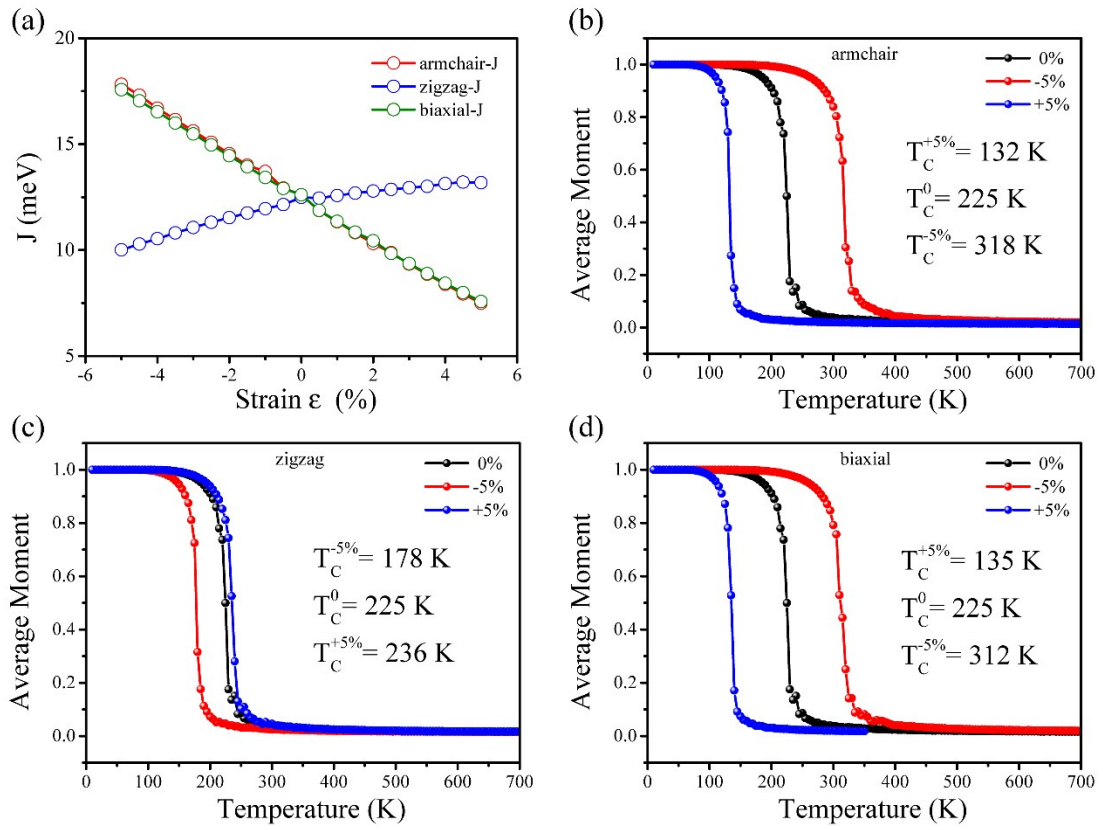 (a)
20
15
10
5
J (meV)
armchair-J
zigzag-J
biaxial-J
-6 -4 -2 0 2 4 6
Strain ε (%)
(b)
armchair
1.0
0.8
0.6
0.4
0.2
0.0
Average Moment
0%
-5%
+5%
T_C^{+5%}= 132 K
T_C^{0}= 225 K
T_C^{-5%}= 318 K
0 100 200 300 400 500 600 700
Temperature (K)
(c)
zigzag
1.0
0.8
0.6
0.4
0.2
0.0
Average Moment
0%
-5%
+5%
T_C^{-5%}= 178 K
T_C^{0}= 225 K
T_C^{+5%}= 236 K
0 100 200 300 400 500 600 700
Temperature (K)
(d)
biaxial
1.0
0.8
0.6
0.4
0.2
0.0
Average Moment
0%
-5%
+5%
T_C^{+5%}= 135 K
T_C^{0}= 225 K
T_C^{-5%}= 312 K
0 100 200 300 400 500 600 700
Temperature (K)